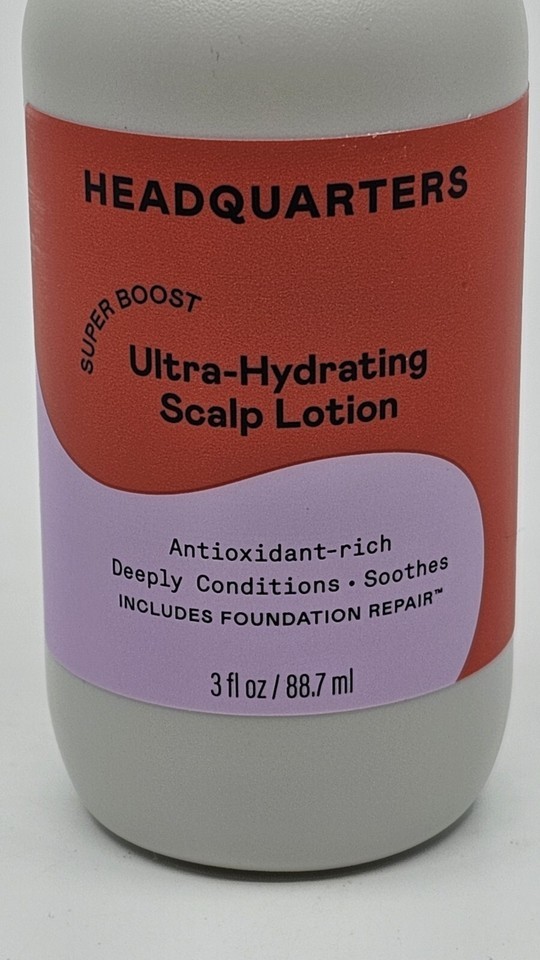 HEADQUARTERS
SUPER BOOST
Ultra-Hydrating
Scalp Lotion
Antioxidant-rich
Deeply Conditions • Soothes
INCLUDES FOUNDATION REPAIR™
3 fl oz / 88.7 ml